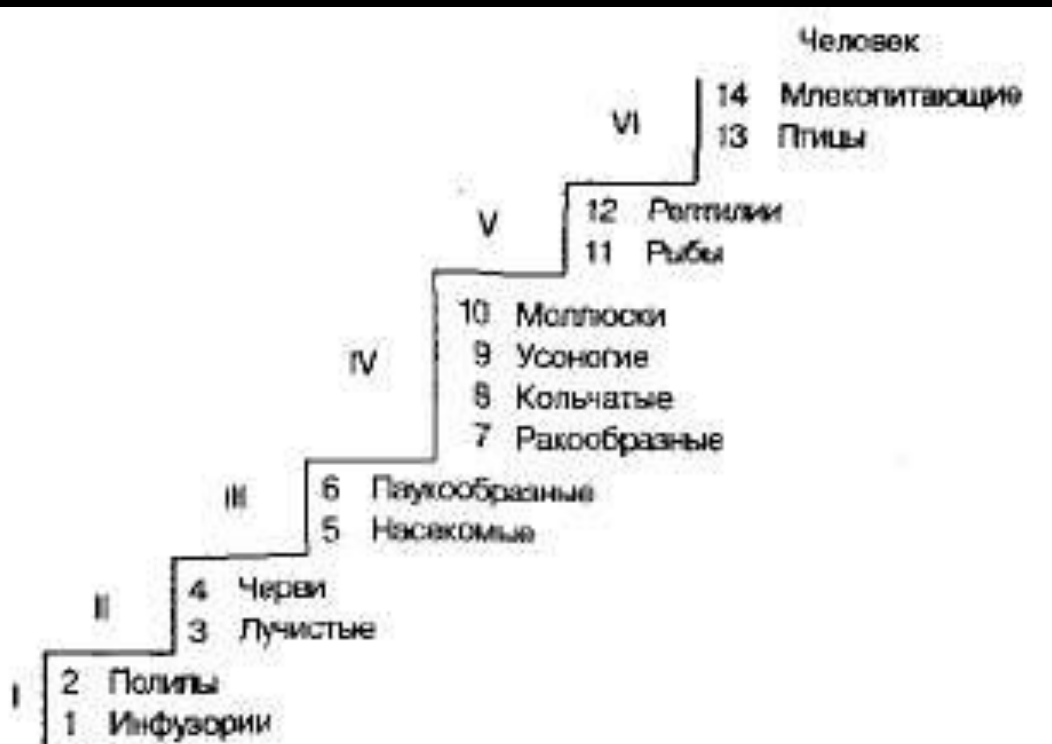 Человек
14 Млекопитающие
VI
13 Птицы
12 Рептилии
V
11 Рыбы
10 Моллюски
IV
9 Усоногие
8 Кольчатые
7 Ракообразные
III
6 Паукообразные
5 Насекомые
II
4 Черви
3 Лучистые
I
2 Полипы
1 Инфузории